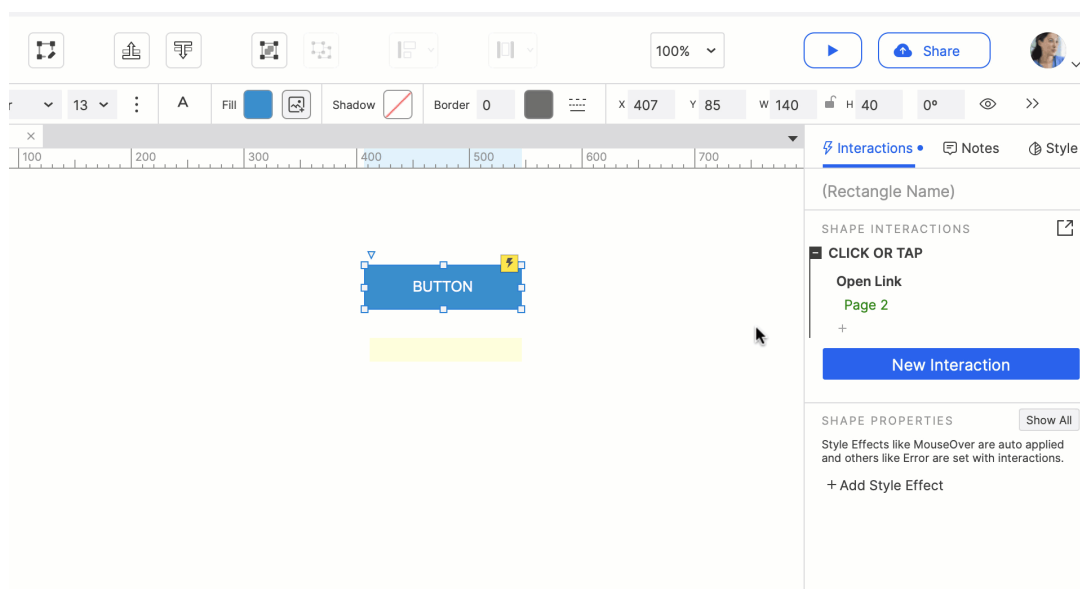 100%
Share
r
13
A
Fill
Shadow
Border
0
X
407
Y
85
W
140
H
40
0°
100
200
300
400
500
600
700
Interactions
Notes
Style
(Rectangle Name)
SHAPE INTERACTIONS
CLICK OR TAP
Open Link
Page 2
+
New Interaction
BUTTON
SHAPE PROPERTIES
Show All
Style Effects like MouseOver are auto applied
and others like Error are set with interactions.
+ Add Style Effect